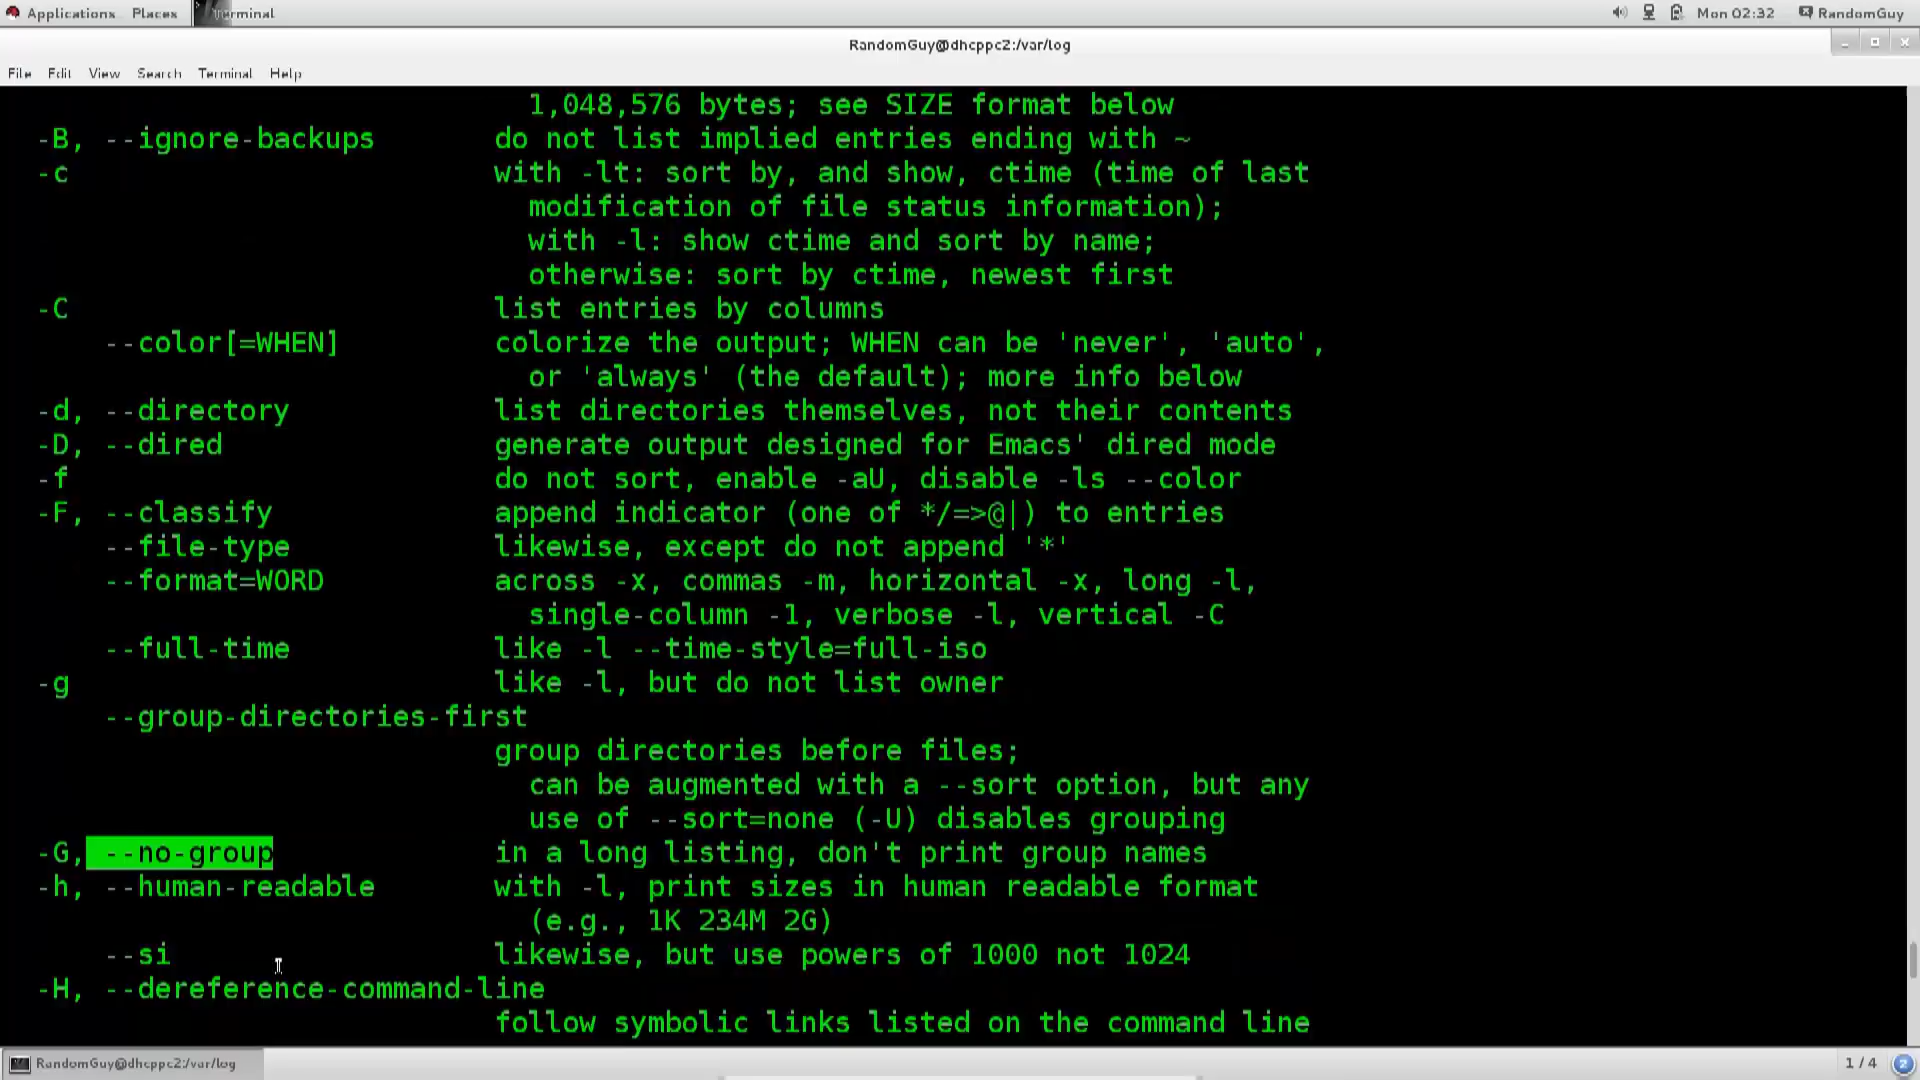 Applications Places Terminal Mon 02:32 RandomGuy
RandomGuy@dhcppc2:/var/log
File Edit View Search Terminal Help
1,048,576 bytes; see SIZE format below
-B, --ignore-backups do not list implied entries ending with ~
-c with -lt: sort by, and show, ctime (time of last
modification of file status information);
with -l: show ctime and sort by name;
otherwise: sort by ctime, newest first
-C list entries by columns
--color[=WHEN] colorize the output; WHEN can be 'never', 'auto',
or 'always' (the default); more info below
-d, --directory list directories themselves, not their contents
-D, --dired generate output designed for Emacs' dired mode
-f do not sort, enable -aU, disable -ls --color
-F, --classify append indicator (one of */=>@|) to entries
--file-type likewise, except do not append '*'
--format=WORD across -x, commas -m, horizontal -x, long -l,
single-column -1, verbose -l, vertical -C
--full-time like -l --time-style=full-iso
-g like -l, but do not list owner
--group-directories-first
group directories before files;
can be augmented with a --sort option, but any
use of --sort=none (-U) disables grouping
-G, --no-group in a long listing, don't print group names
-h, --human-readable with -l, print sizes in human readable format
(e.g., 1K 234M 2G)
--si likewise, but use powers of 1000 not 1024
-H, --dereference-command-line
follow symbolic links listed on the command line
RandomGuy@dhcppc2:/var/log 1 / 4 2